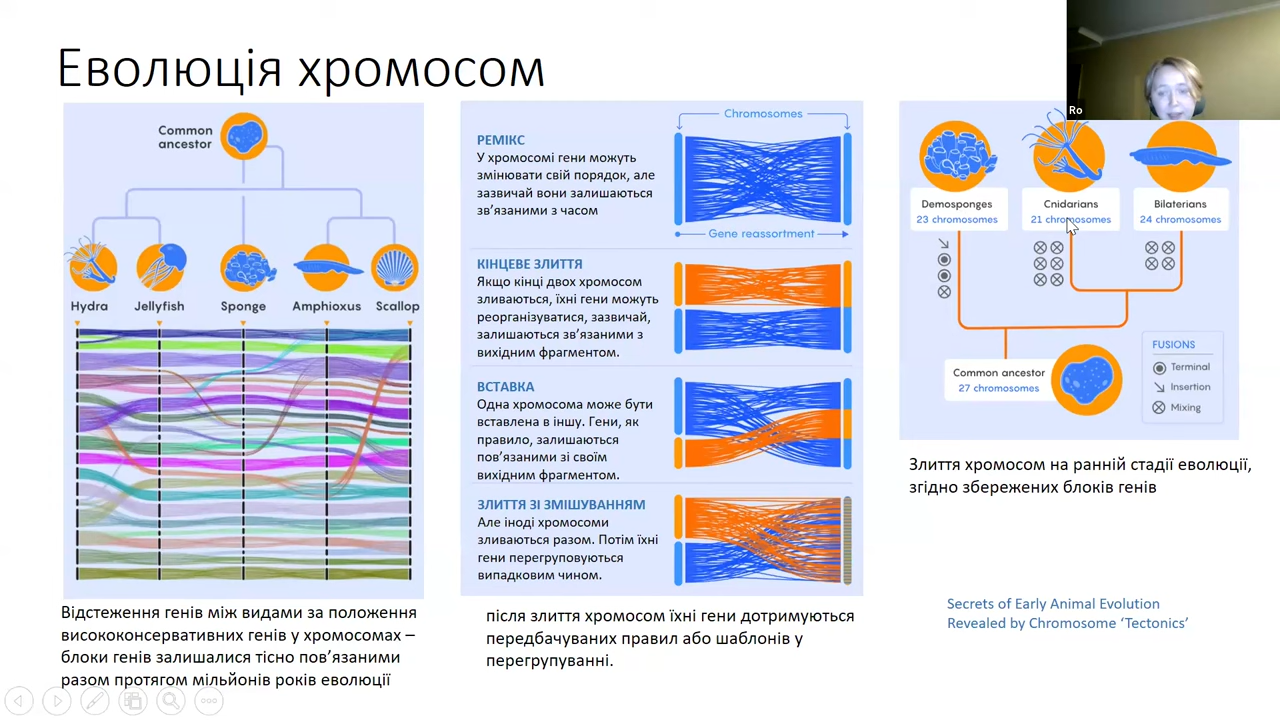 Еволюція хромосом
Ro
Common
ancestor
Hydra
Jellyfish
Sponge
Amphioxus
Scallop
Відстеження генів між видами за положення
висококонсервативних генів у хромосомах –
блоки генів залишалися тісно пов’язаними
разом протягом мільйонів років еволюції
Chromosomes
РЕМІКС
У хромосомі гени можуть
змінювати свій порядок, але
зазвичай вони залишаються
зв’язаними з часом
Gene reassortment
КІНЦЕВЕ ЗЛИТТЯ
Якщо кінці двох хромосом
зливаються, їхні гени можуть
реорганізуватися, зазвичай,
залишаються зв’язаними з
вихідним фрагментом.
ВСТАВКА
Одна хромосома може бути
вставлена в іншу. Гени, як
правило, залишаються
пов’язаними зі своїм
вихідним фрагментом.
ЗЛИТТЯ ЗІ ЗМІШУВАННЯМ
Але іноді хромосоми
зливаються разом. Потім їхні
гени перегруповуються
випадковим чином.
після злиття хромосом їхні гени дотримуються
передбачуваних правил або шаблонів у
перегрупуванні.
Demosponges
23 chromosomes
Cnidarians
21 chromosomes
Bilaterians
24 chromosomes
Common ancestor
27 chromosomes
FUSIONS
Terminal
Insertion
Mixing
Злиття хромосом на ранній стадії еволюції,
згідно збережених блоків генів
Secrets of Early Animal Evolution
Revealed by Chromosome ‘Tectonics’